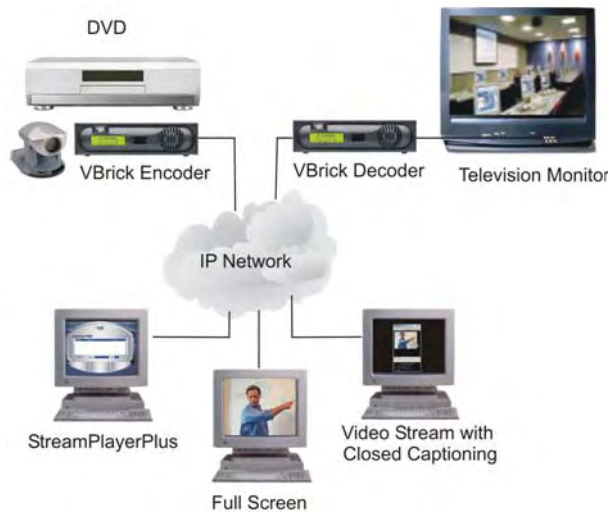 DVD
VBrick Encoder
VBrick Decoder
Television Monitor
IP Network
StreamPlayerPlus
Full Screen
Video Stream with
Closed Captioning